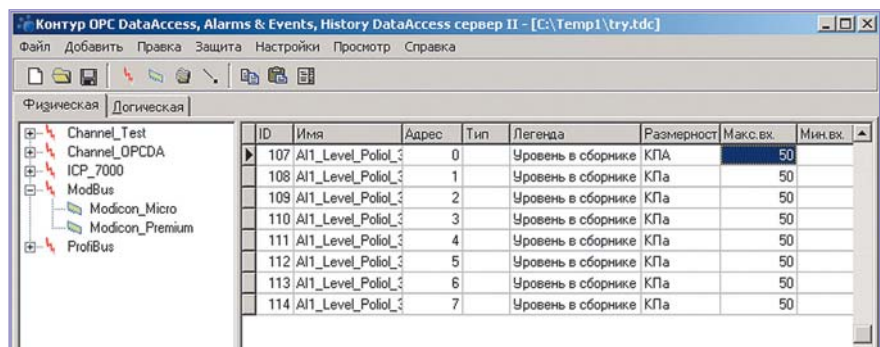 Контур OPC DataAccess, Alarms & Events, History DataAccess сервер II - [C:\Temp1\try.tdc]
Файл Добавить Правка Защита Настройки Просмотр Справка
Физическая Логическая
Channel_Test
Channel_OPCDA
ICP_7000
ModBus
Modicon_Micro
Modicon_Premium
ProfiBus
ID Имя Адрес Тип Легенда Размерност Макс.вх. Мин.вх.
107 AI1_Level_Poliol_3 0 Уровень в сборнике КПА 50
108 AI1_Level_Poliol_3 1 Уровень в сборнике КПа 50
109 AI1_Level_Poliol_3 2 Уровень в сборнике КПа 50
110 AI1_Level_Poliol_3 3 Уровень в сборнике КПа 50
111 AI1_Level_Poliol_3 4 Уровень в сборнике КПа 50
112 AI1_Level_Poliol_3 5 Уровень в сборнике КПа 50
113 AI1_Level_Poliol_3 6 Уровень в сборнике КПа 50
114 AI1_Level_Poliol_3 7 Уровень в сборнике КПа 50